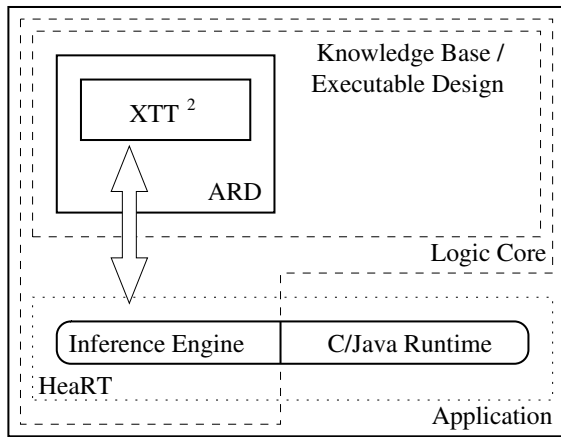 Knowledge Base /
Executable Design
XTT 2
ARD
Logic Core
Inference Engine
C/Java Runtime
HeaRT
Application